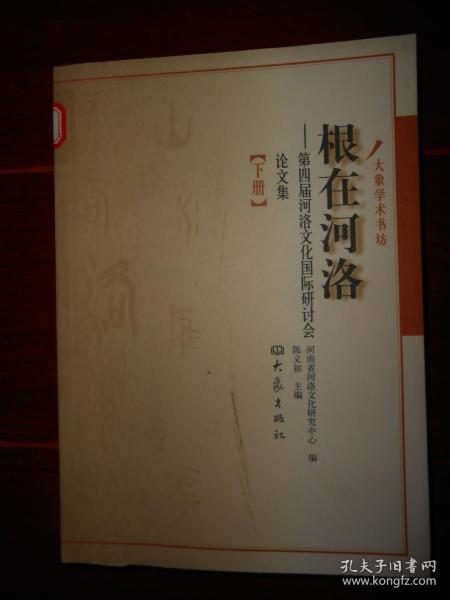 大象学术书坊
根在河洛
——第四届河洛文化国际研讨会
论文集
【下册】
河南省河洛文化研究中心 编
陈义初 主编
大象出版社
孔夫子旧书网
www.kongfz.com